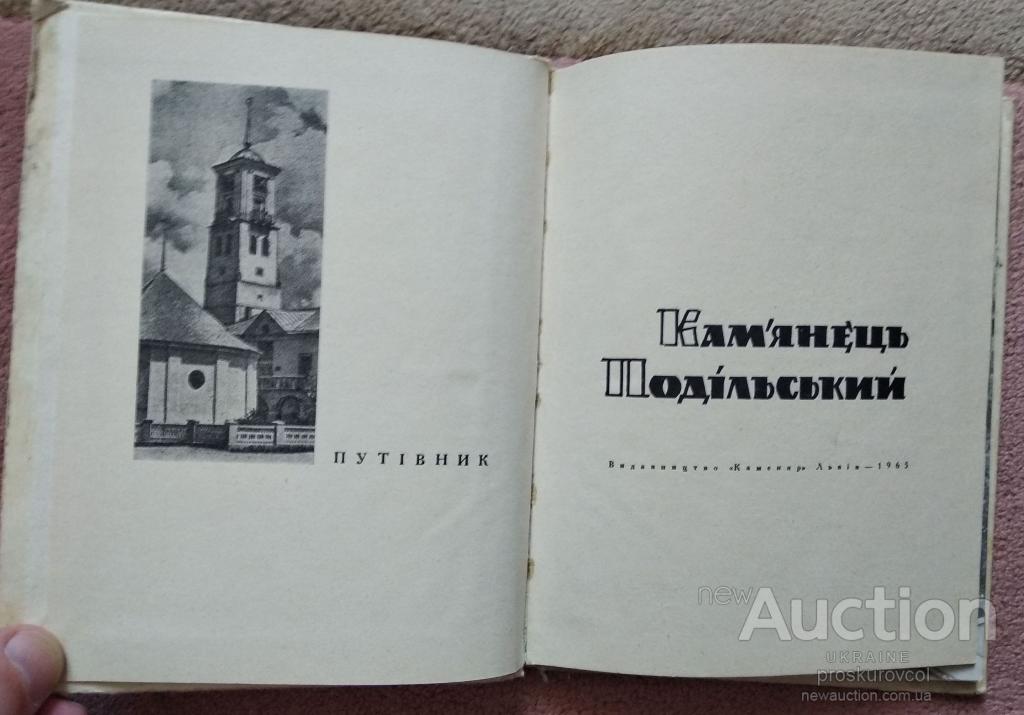 ПУТІВНИК
Кам'янець
Подільський
Видавництво «Каменяр» Львів — 1965
new Auction
UKRAINE
proskurovcol
newauction.com.ua